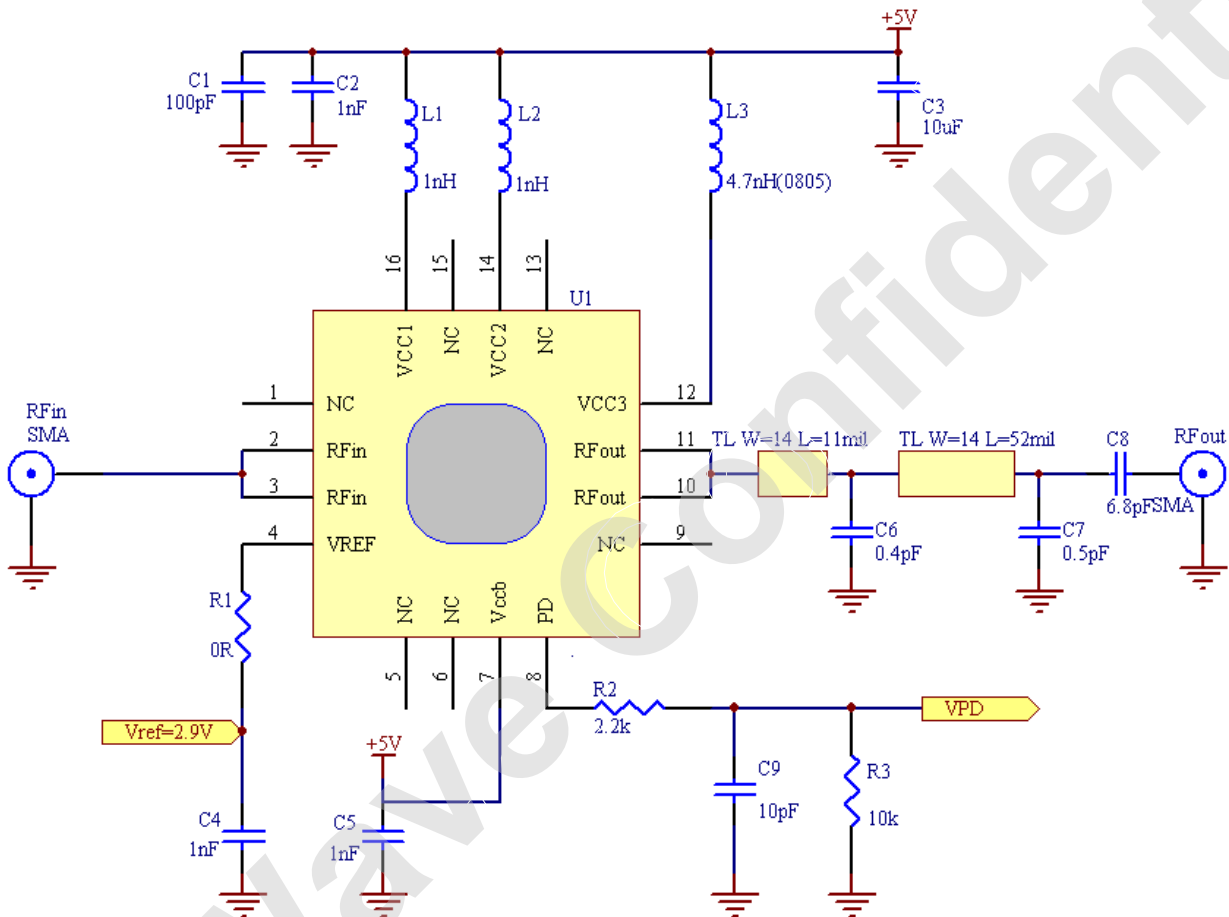 +5V
C1
100pF
C2
1nF
L1
1nH
L2
1nH
L3
4.7nH(0805)
C3
10uF
16
15
14
13
U1
VCC1
NC
VCC2
NC
RFin
SMA
1
NC
2
RFin
3
RFin
4
VREF
VCC3
12
RFout
11
RFout
10
NC
9
TL W=14 L=11mil
TL W=14 L=52mil
C8
6.8pF
RFout
SMA
C6
0.4pF
C7
0.5pF
NC
NC
Vccb
PD
5
6
7
8
R1
0R
Vref=2.9V
C4
1nF
+5V
C5
1nF
R2
2.2k
VPD
C9
10pF
R3
10k
Wave Confident